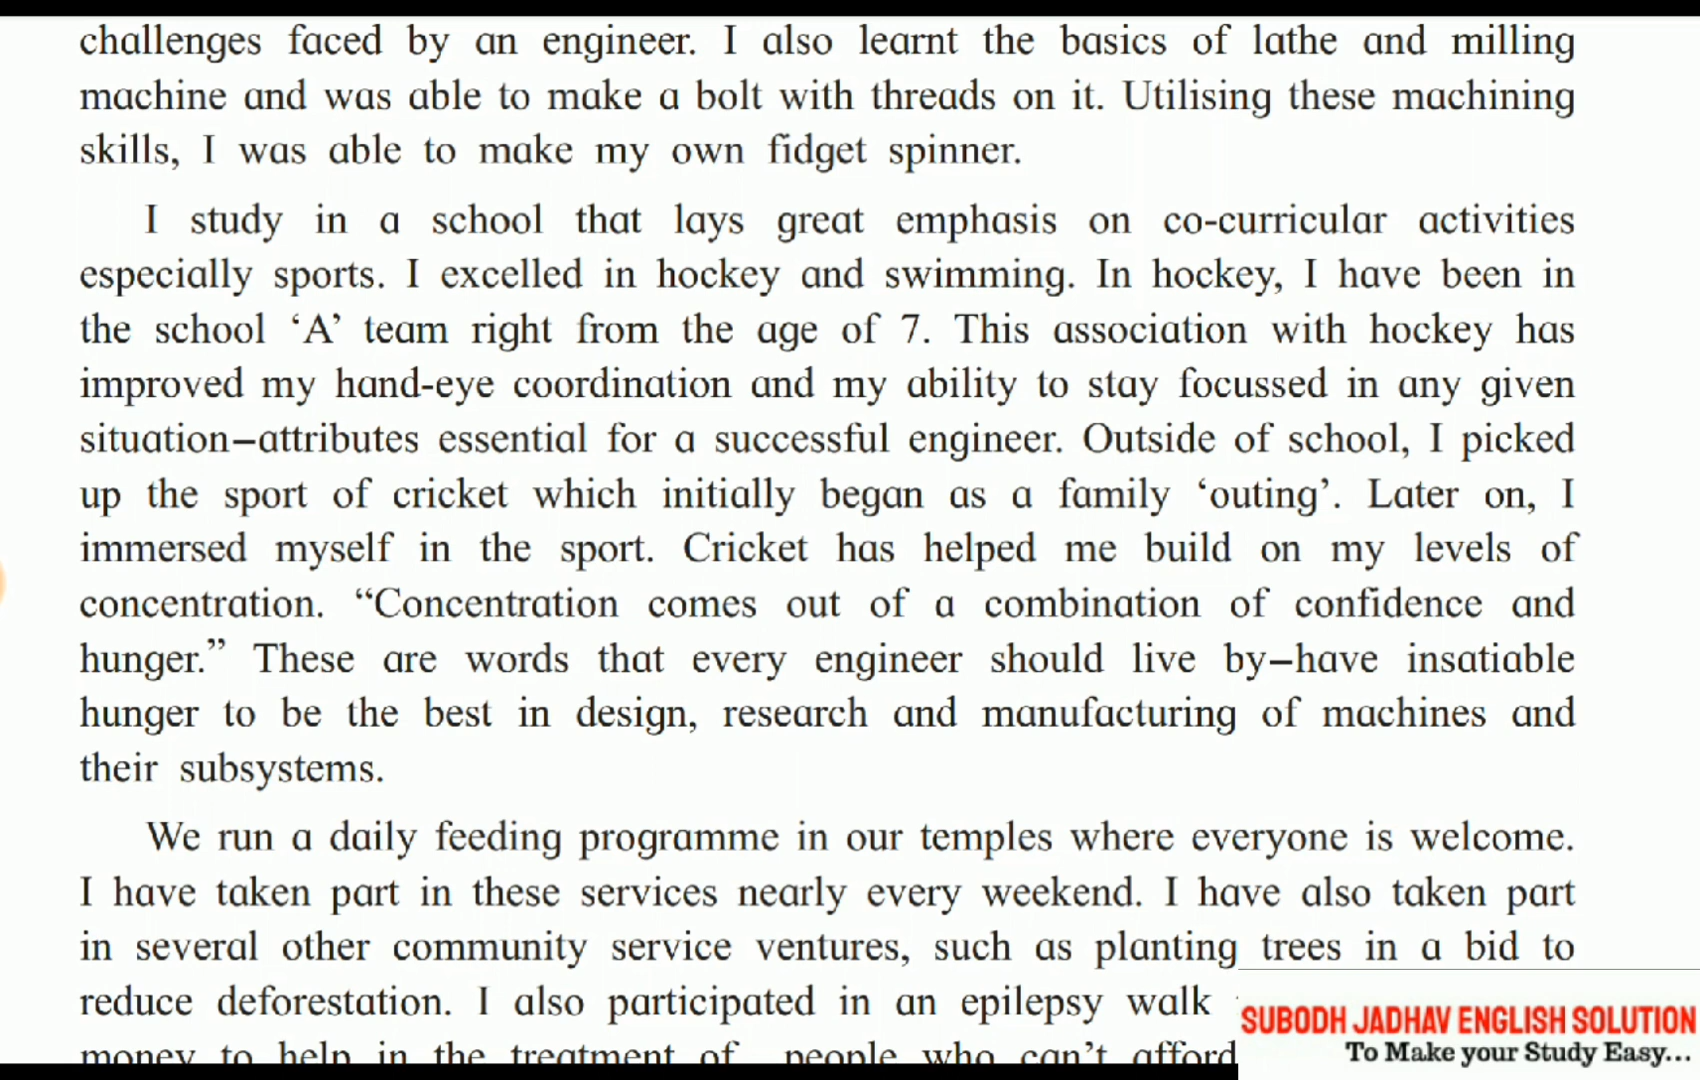 challenges faced by an engineer. I also learnt the basics of lathe and milling
machine and was able to make a bolt with threads on it. Utilising these machining
skills, I was able to make my own fidget spinner.
I study in a school that lays great emphasis on co-curricular activities
especially sports. I excelled in hockey and swimming. In hockey, I have been in
the school ‘A’ team right from the age of 7. This association with hockey has
improved my hand-eye coordination and my ability to stay focussed in any given
situation–attributes essential for a successful engineer. Outside of school, I picked
up the sport of cricket which initially began as a family ‘outing’. Later on, I
immersed myself in the sport. Cricket has helped me build on my levels of
concentration. “Concentration comes out of a combination of confidence and
hunger.” These are words that every engineer should live by–have insatiable
hunger to be the best in design, research and manufacturing of machines and
their subsystems.
We run a daily feeding programme in our temples where everyone is welcome.
I have taken part in these services nearly every weekend. I have also taken part
in several other community service ventures, such as planting trees in a bid to
reduce deforestation. I also participated in an epilepsy walk
money to help in the treatment of people who can’t afford
SUBODH JADHAV ENGLISH SOLUTION
To Make your Study Easy...